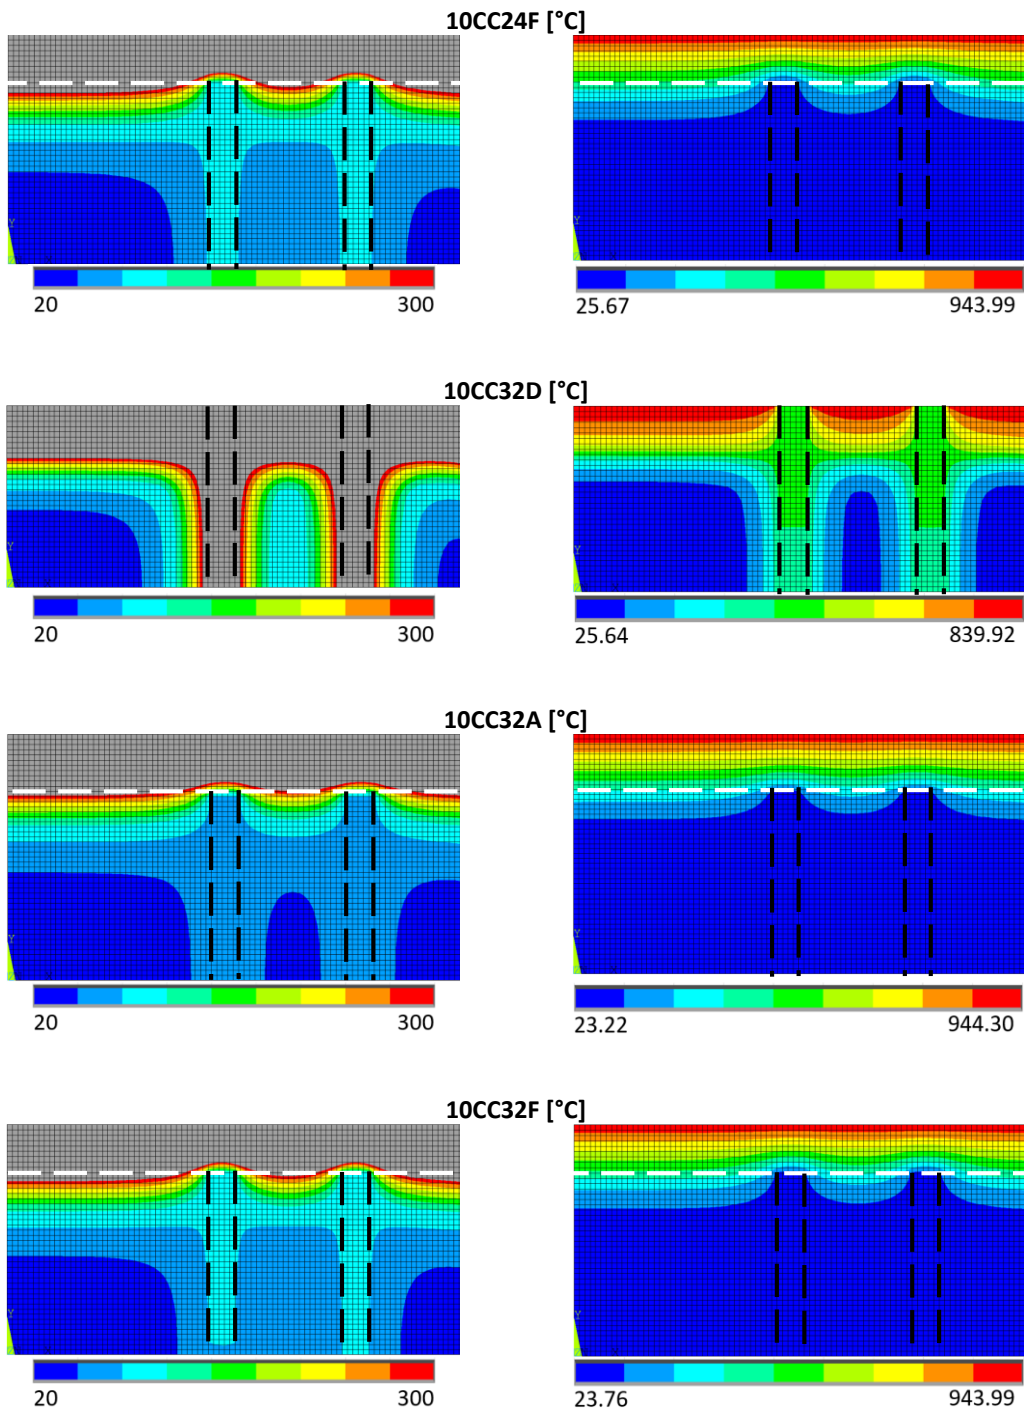 10CC24F [°C]
20 300 25.67 943.99
10CC32D [°C]
20 300 25.64 839.92
10CC32A [°C]
20 300 23.22 944.30
10CC32F [°C]
20 300 23.76 943.99